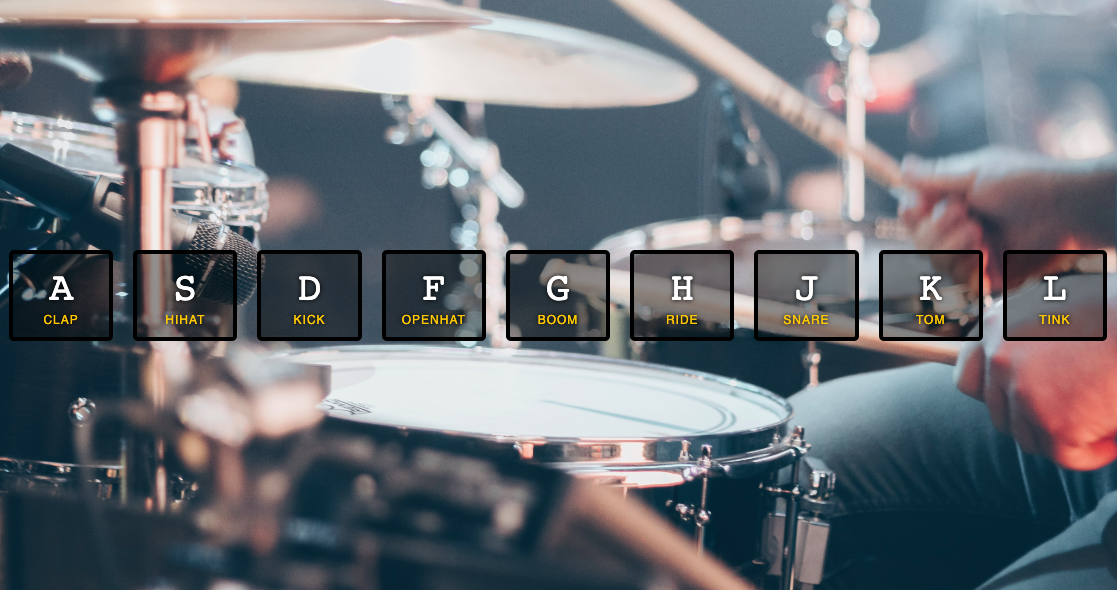 A S D F G H J K L
CLAP HIHAT KICK OPENHAT BOOM RIDE SNARE TOM TINK